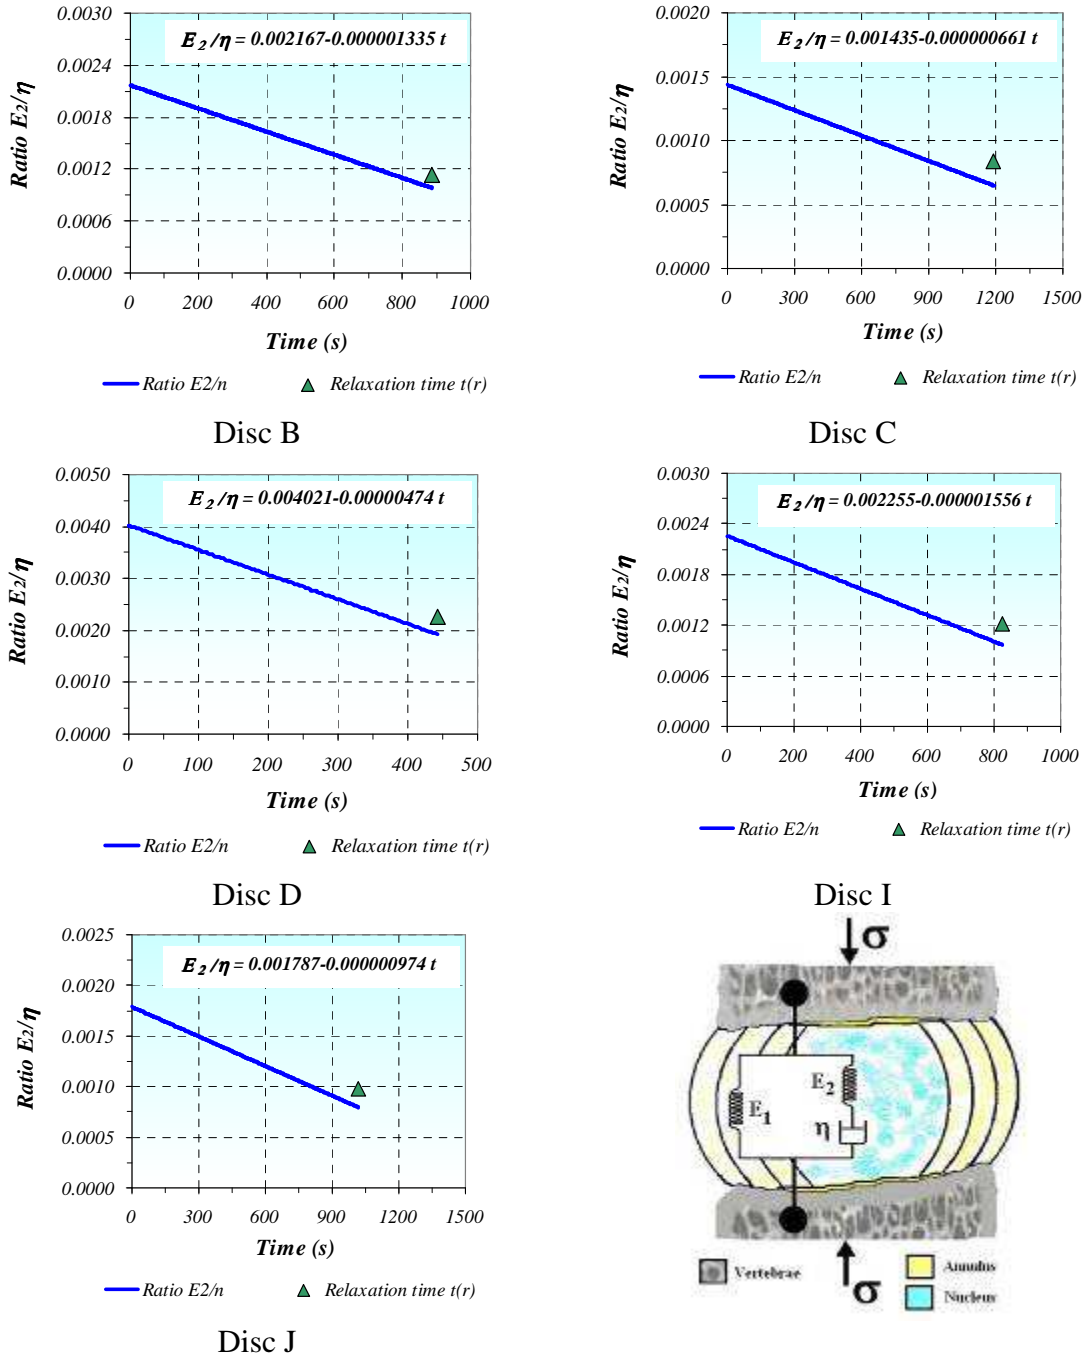 E2/η = 0.002167-0.000001335 t
0.0030
0.0024
0.0018
0.0012
0.0006
0.0000
Ratio E2/η
0 200 400 600 800 1000
Time (s)
Ratio E2/n Relaxation time t(r)
Disc B
E2/η = 0.001435-0.000000661 t
0.0020
0.0015
0.0010
0.0005
0.0000
Ratio E2/η
0 300 600 900 1200 1500
Time (s)
Ratio E2/n Relaxation time t(r)
Disc C
E2/η = 0.004021-0.00000474 t
0.0050
0.0040
0.0030
0.0020
0.0010
0.0000
Ratio E2/η
0 100 200 300 400 500
Time (s)
Ratio E2/n Relaxation time t(r)
Disc D
E2/η = 0.002255-0.000001556 t
0.0030
0.0024
0.0018
0.0012
0.0006
0.0000
Ratio E2/η
0 200 400 600 800 1000
Time (s)
Ratio E2/n Relaxation time t(r)
Disc I
E2/η = 0.001787-0.000000974 t
0.0025
0.0020
0.0015
0.0010
0.0005
0.0000
Ratio E2/η
0 300 600 900 1200 1500
Time (s)
Ratio E2/n Relaxation time t(r)
Disc J
σ
E2
E1
η
σ
Vertebrae
Annulus
Nucleus